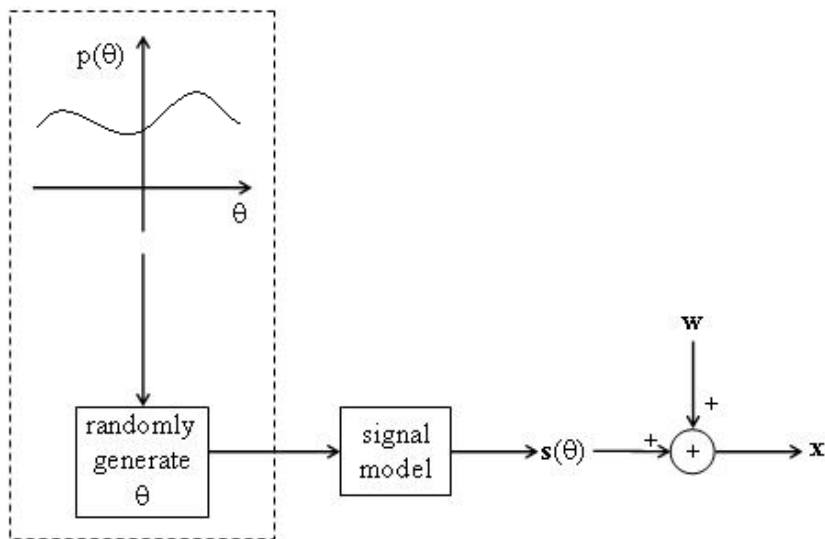 p(θ)
θ
randomly
generate
θ
signal
model
s(θ)
w
+
+
+
x